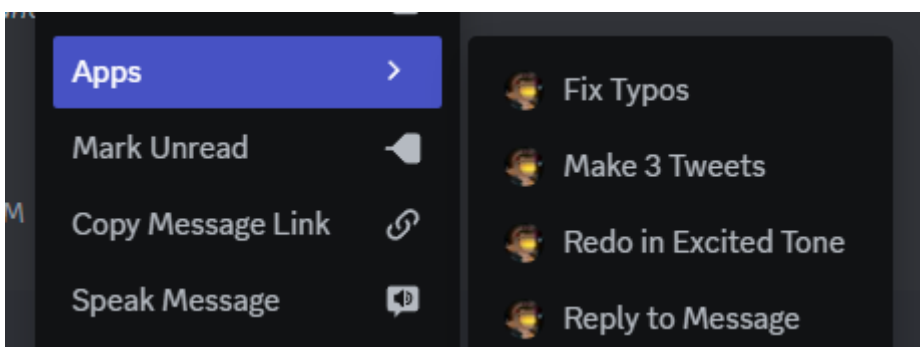 Apps
Mark Unread
Copy Message Link
Speak Message
Fix Typos
Make 3 Tweets
Redo in Excited Tone
Reply to Message